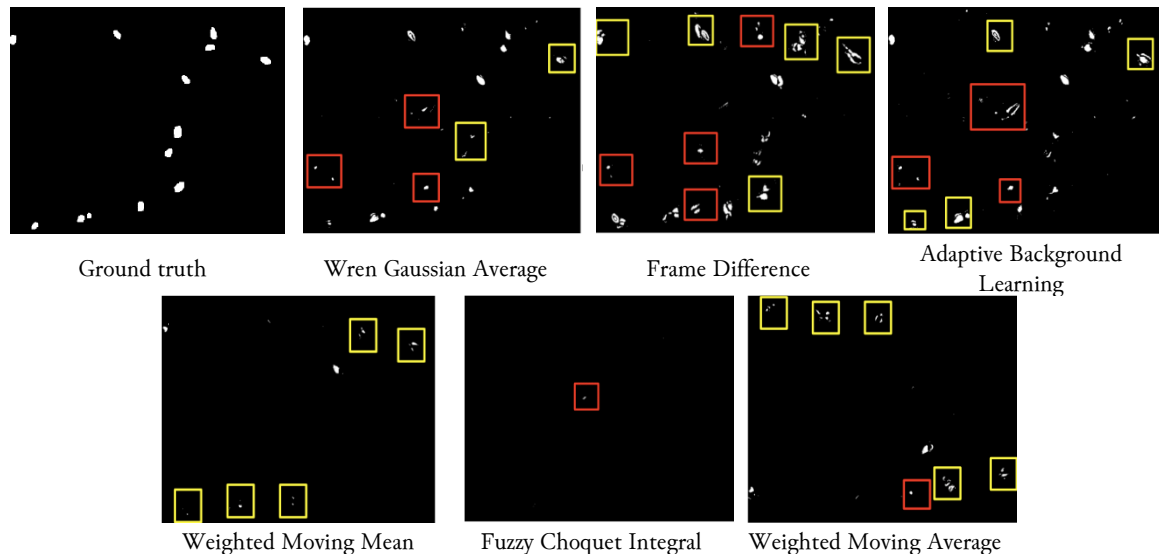 Ground truth
Wren Gaussian Average
Frame Difference
Adaptive Background
Learning
Weighted Moving Mean
Fuzzy Choquet Integral
Weighted Moving Average